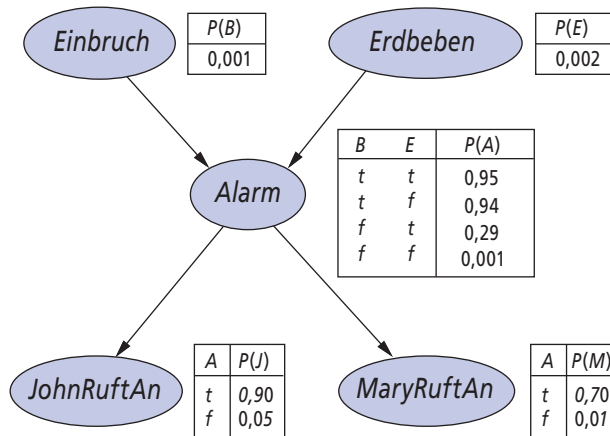 Einbruch
P(B)
0,001
Erdbeben
P(E)
0,002
Alarm
B E P(A)
t t 0,95
t f 0,94
f t 0,29
f f 0,001
JohnRuftAn
A P(J)
t 0,90
f 0,05
MaryRuftAn
A P(M)
t 0,70
f 0,01